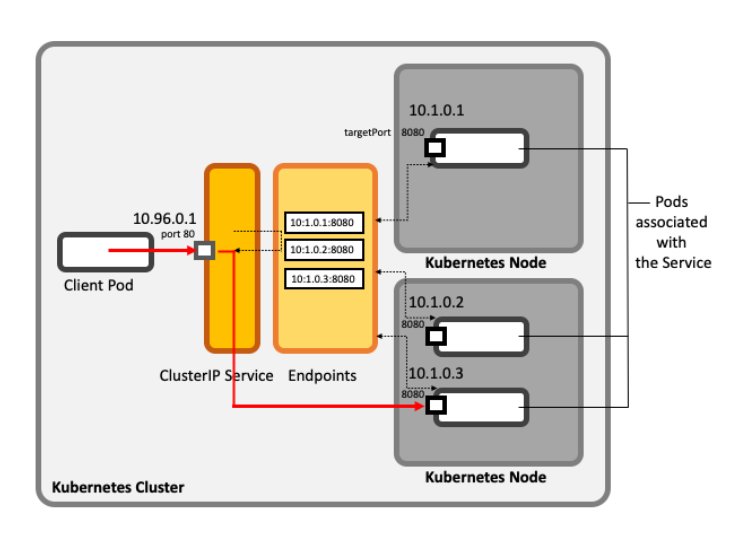 10.1.0.1
targetPort 8080
10.96.0.1
port 80
10:1.0.1:8080
10:1.0.2:8080
10:1.0.3:8080
Client Pod
Pods
associated
with
the Service
Kubernetes Node
10.1.0.2
8080
ClusterIP Service
Endpoints
10.1.0.3
8080
Kubernetes Node
Kubernetes Cluster